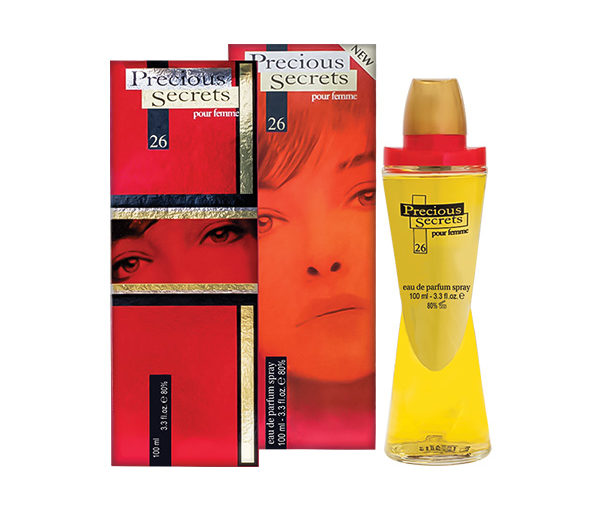 Precious
Secrets
pour femme
26
100 ml   3.3 fl.oz. ℮ 80%
NEW
Precious
Secrets
pour femme
26
eau de parfum spray
100 ml - 3.3 fl.oz. ℮ 80%
Precious
Secrets
pour femme
26
eau de parfum spray
100 ml - 3.3 fl.oz. ℮
80%